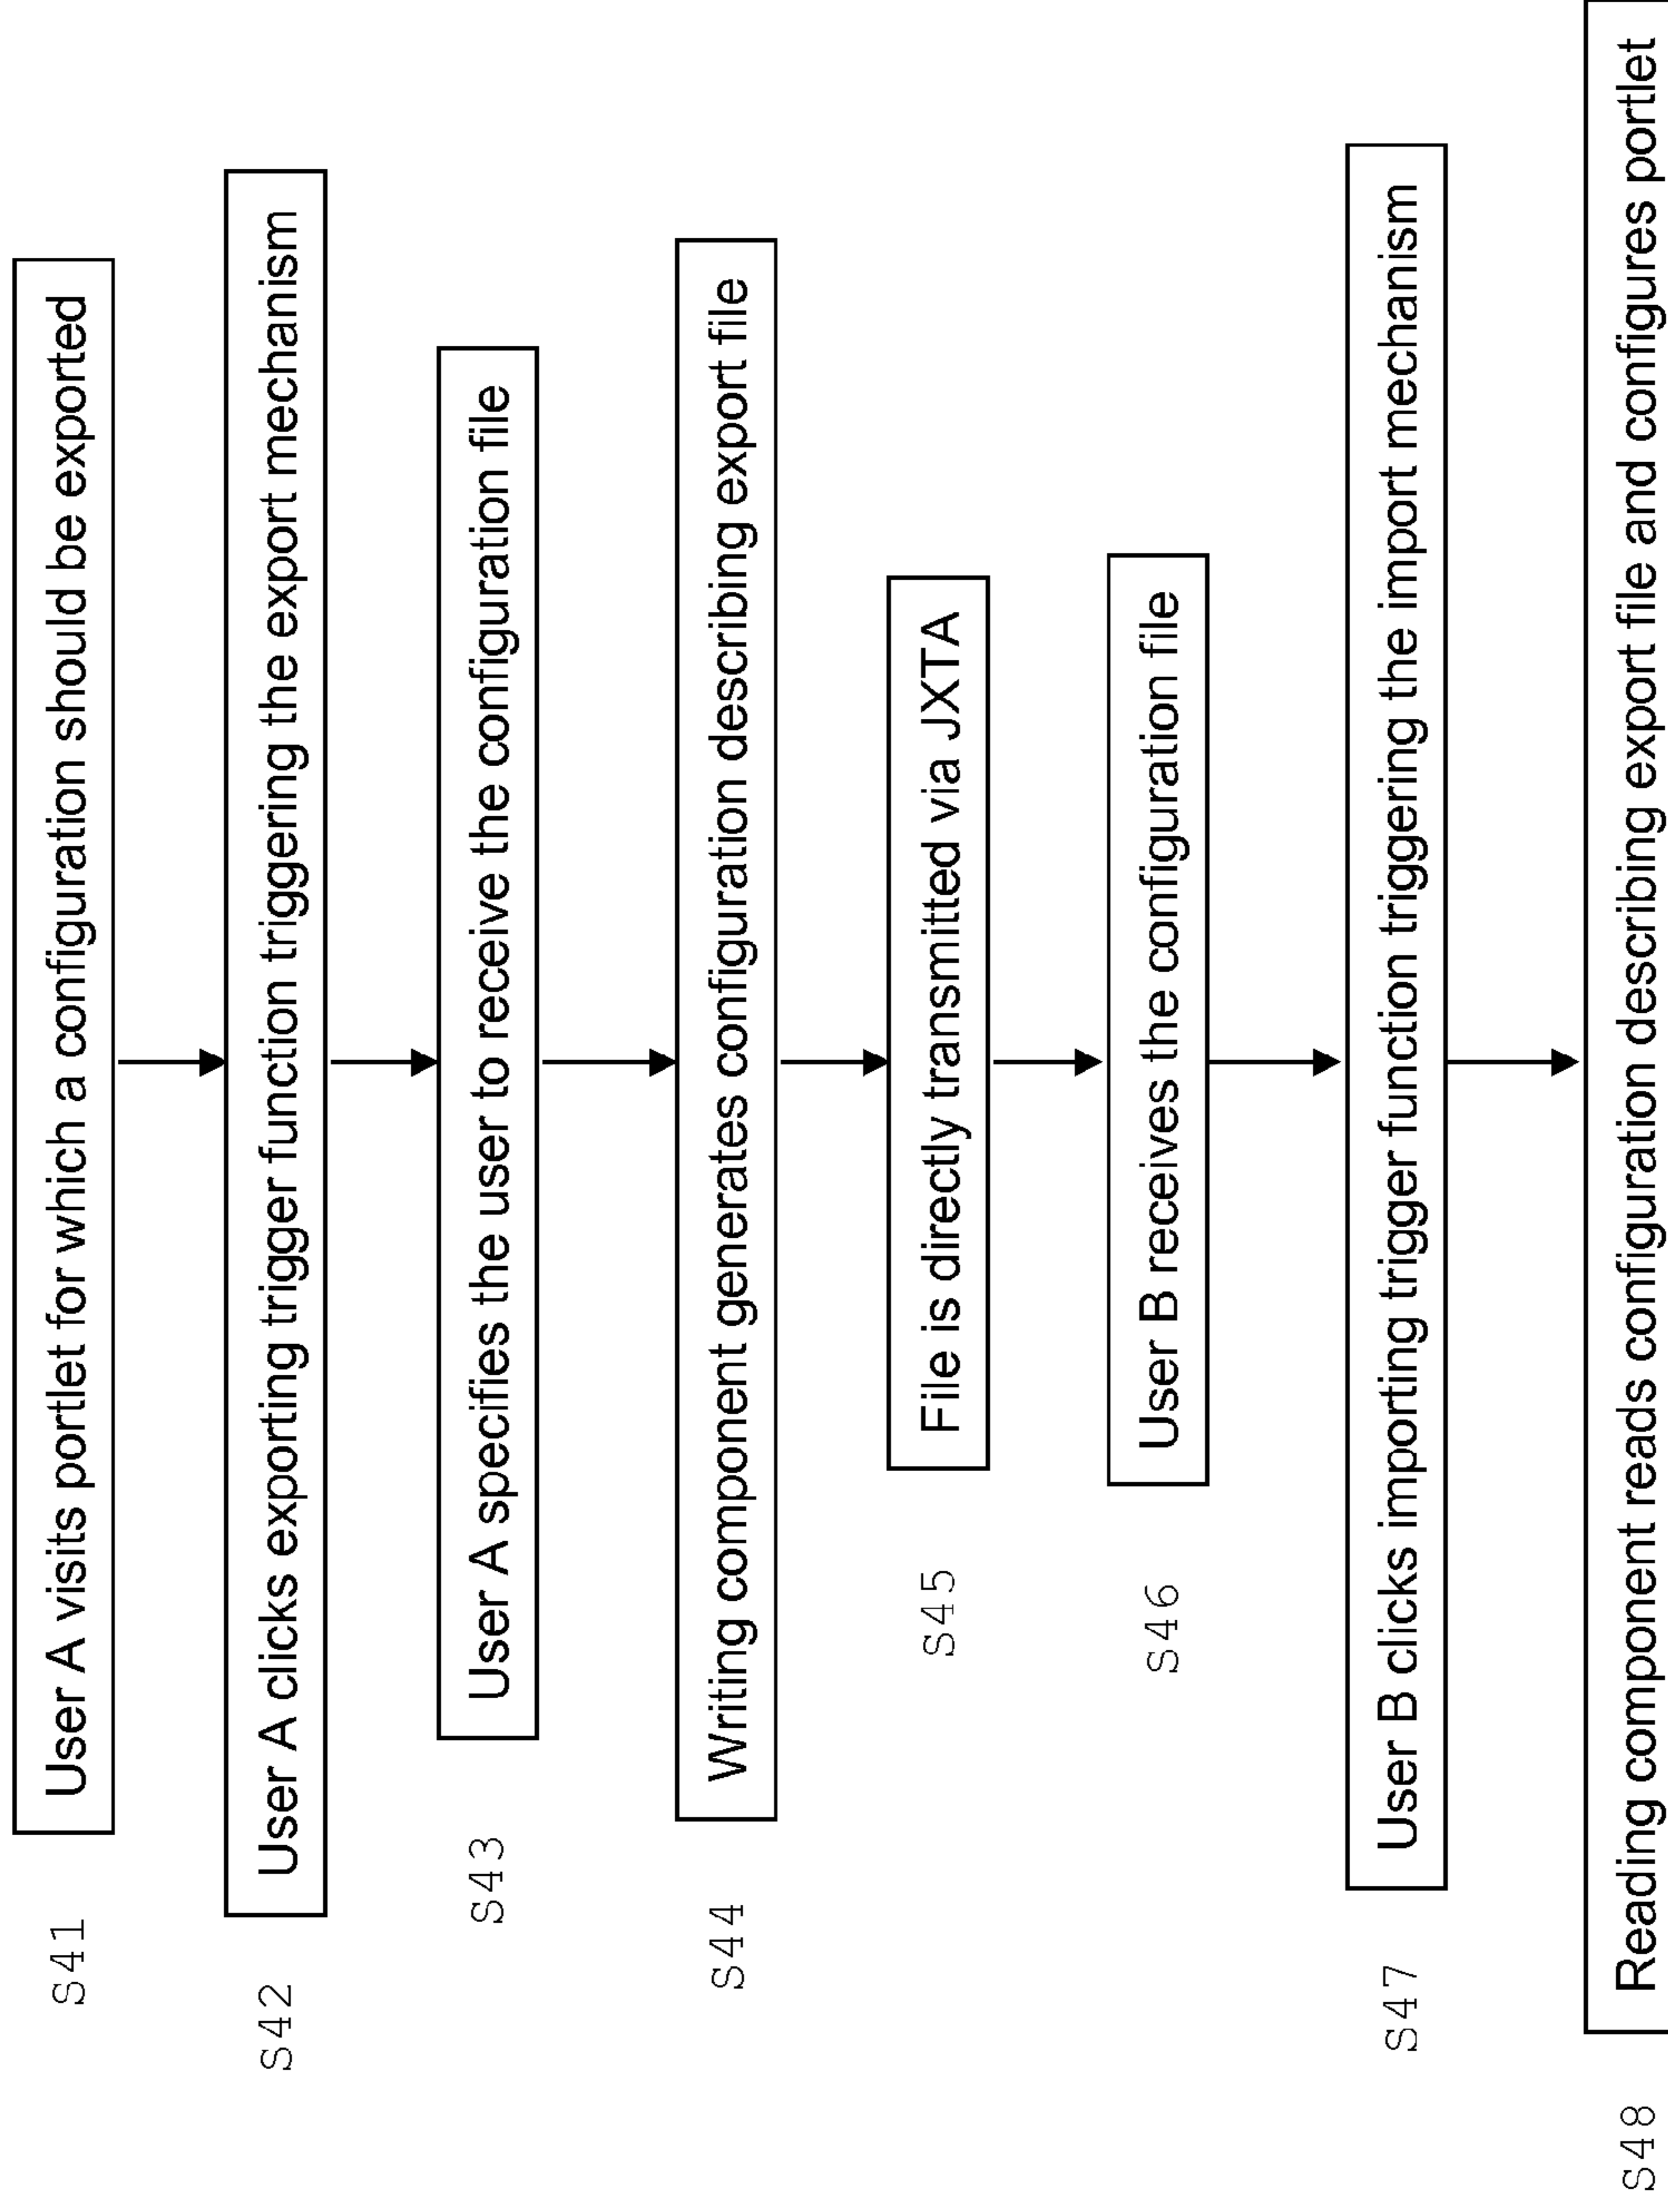 S41
User A visits portlet for which a configuration should be exported
S42
User A clicks exporting trigger function triggering the export mechanism
S43
User A specifies the user to receive the configuration file
S44
Writing component generates configuration describing export file
S45
File is directly transmitted via JXTA
S46
User B receives the configuration file
S47
User B clicks importing trigger function triggering the import mechanism
S48
Reading component reads configuration describing export file and configures portlet